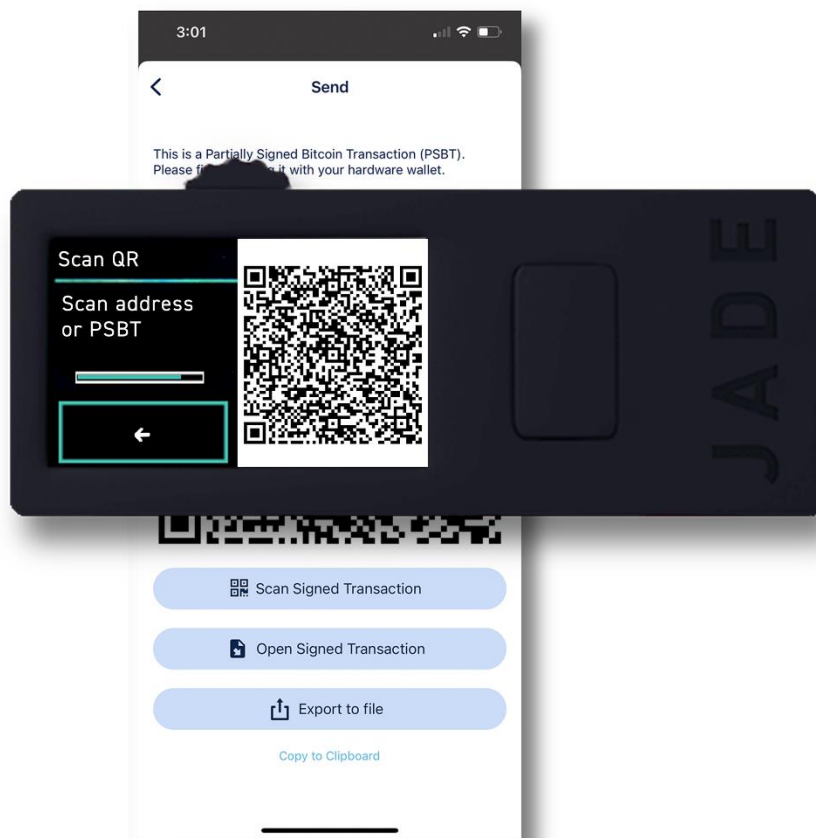 3:01
Send
This is a Partially Signed Bitcoin Transaction (PSBT).
Please it with your hardware wallet.
Scan QR
Scan address
or PSBT
JADE
Scan Signed Transaction
Open Signed Transaction
Export to file
Copy to Clipboard